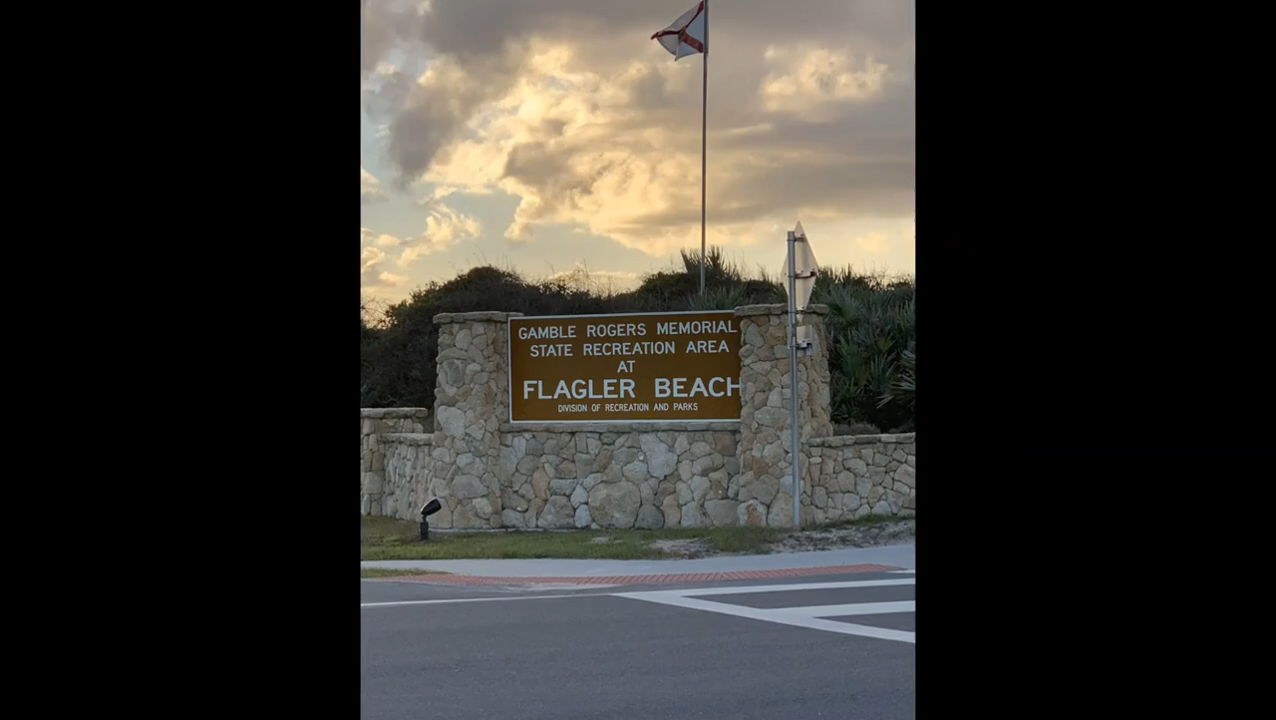 GAMBLE ROGERS MEMORIAL
STATE RECREATION AREA
AT
FLAGLER BEACH
DIVISION OF RECREATION AND PARKS